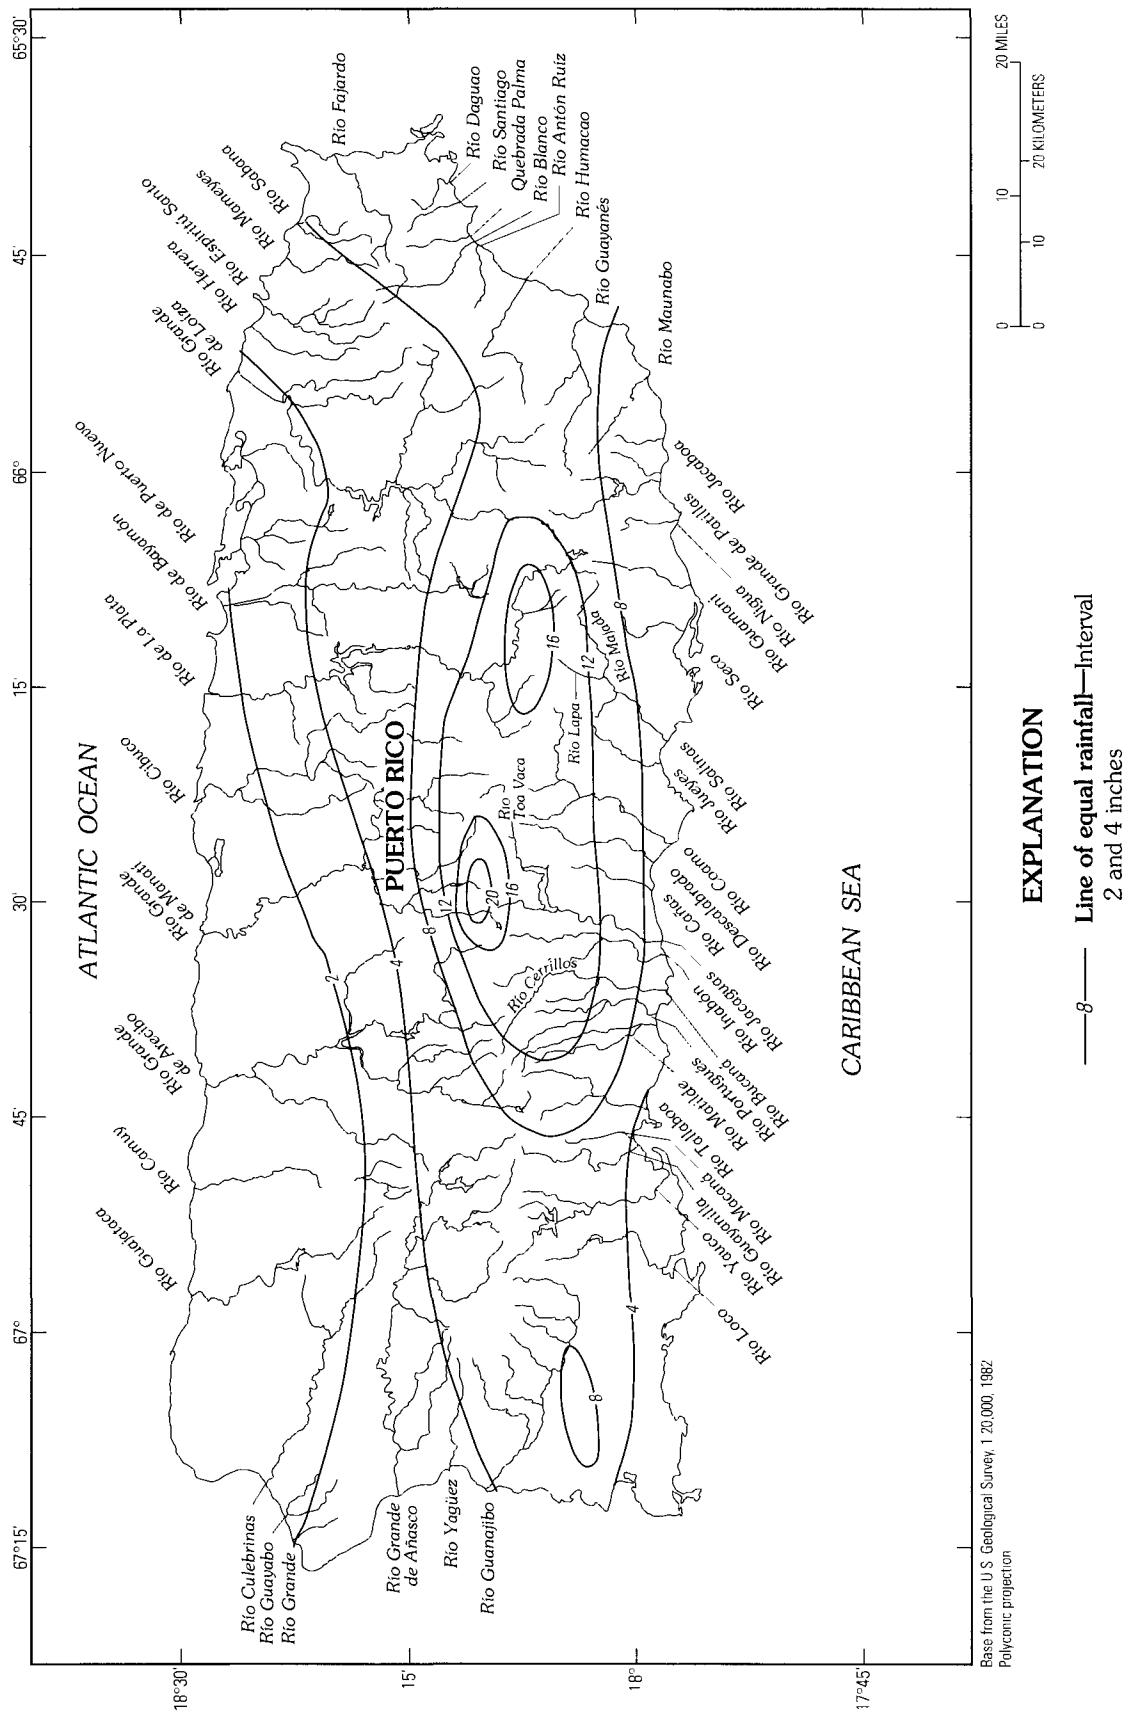 65°30'
45'
66°
15'
30'
45'
67°
67°15'
18°30'
15'
18°
17°45'
ATLANTIC OCEAN
PUERTO RICO
CARIBBEAN SEA
Río Culebrinas
Río Guayabo
Río Grande
Río Grande
de Añasco
Río Yagüez
Río Guanajibo
Río Guajataca
Río Camuy
Río Grande
de Arecibo
Río Grande
de Manatí
Río Cibuco
Río de La Plata
Río de Bayamón
Río de Puerto Nuevo
Río Grande
de Loíza
Río Herrera
Río Espiritú Santo
Río Mameyes
Río Sabana
Río Fajardo
Río Daguao
Río Santiago
Quebrada Palma
Río Blanco
Río Antón Ruíz
Río Humacao
Río Guayanés
Río Maunabo
Río Jacaboa
Río Grande de Patillas
Río Nigua
Río Guamaní
Río Seco
Río Salinas
Río Jueyes
Río Coamo
Río Descalabrado
Río Cañas
Río Jacaguas
Río Inabón
Río Bucaná
Río Portugués
Río Matilde
Río Tallaboa
Río Macaná
Río Guayanilla
Río Yauco
Río Loco
Río Cerrillos
Río
Toa Vaca
Río Lapa
Río Majada
2
4
8
12
20
16
16
12
8
8
4
Base from the U.S. Geological Survey, 1 20,000, 1982
Polyconic projection
0 10 20 MILES
0 10 20 KILOMETERS
EXPLANATION
8 Line of equal rainfall—Interval
2 and 4 inches